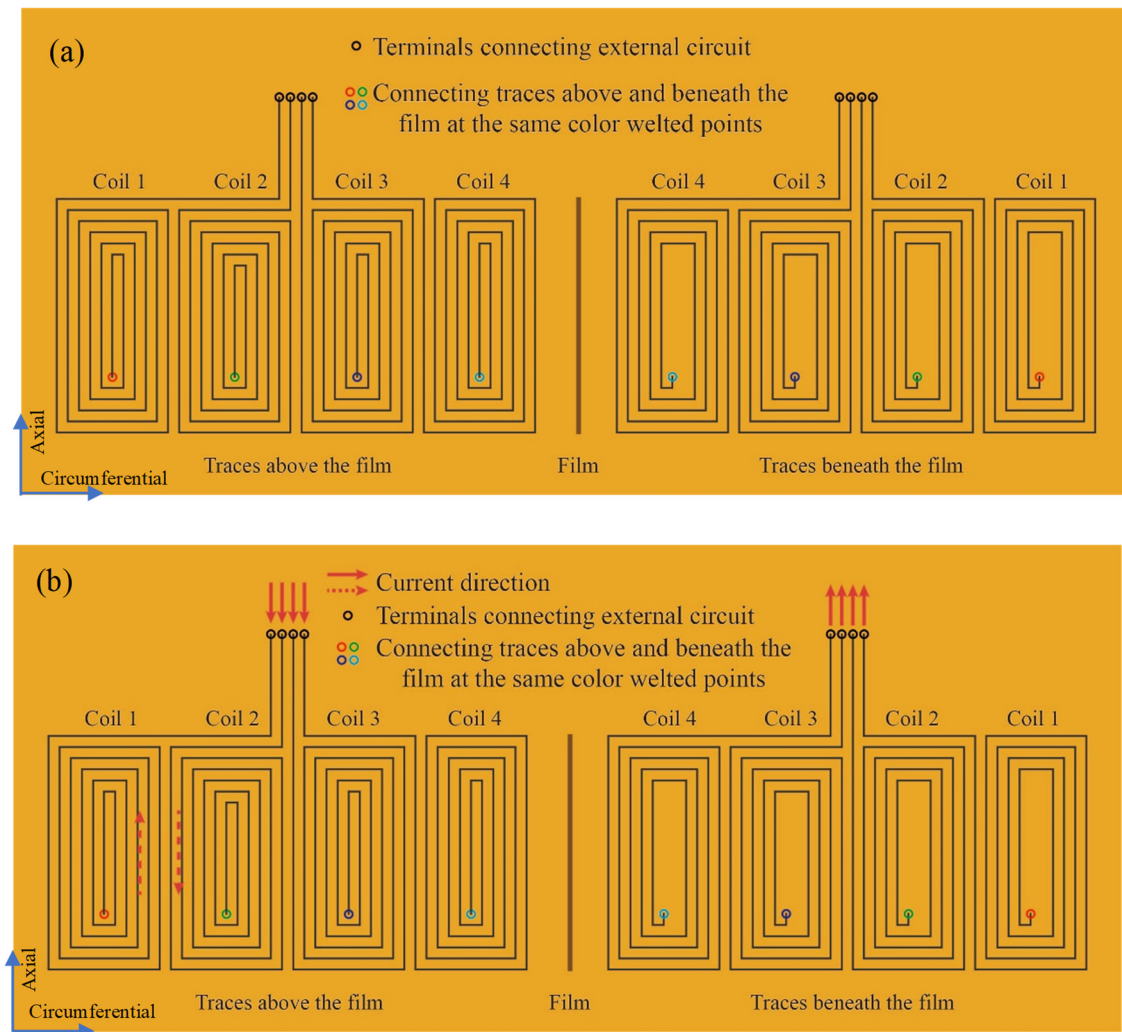 (a)
Terminals connecting external circuit
Connecting traces above and beneath the
film at the same color welted points
Coil 1 Coil 2 Coil 3 Coil 4 Coil 4 Coil 3 Coil 2 Coil 1
Axial
Circumferential
Traces above the film Film Traces beneath the film
(b)
Current direction
Terminals connecting external circuit
Connecting traces above and beneath the
film at the same color welted points
Coil 1 Coil 2 Coil 3 Coil 4 Coil 4 Coil 3 Coil 2 Coil 1
Axial
Circumferential
Traces above the film Film Traces beneath the film